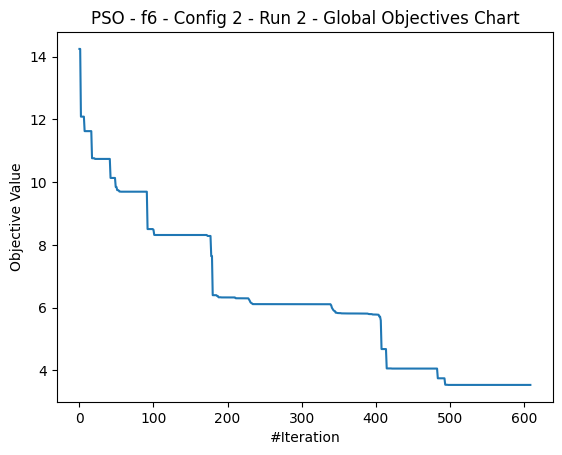 PSO - f6 - Config 2 - Run 2 - Global Objectives Chart
14
12
10
8
6
4
Objective Value
0 100 200 300 400 500 600
#Iteration